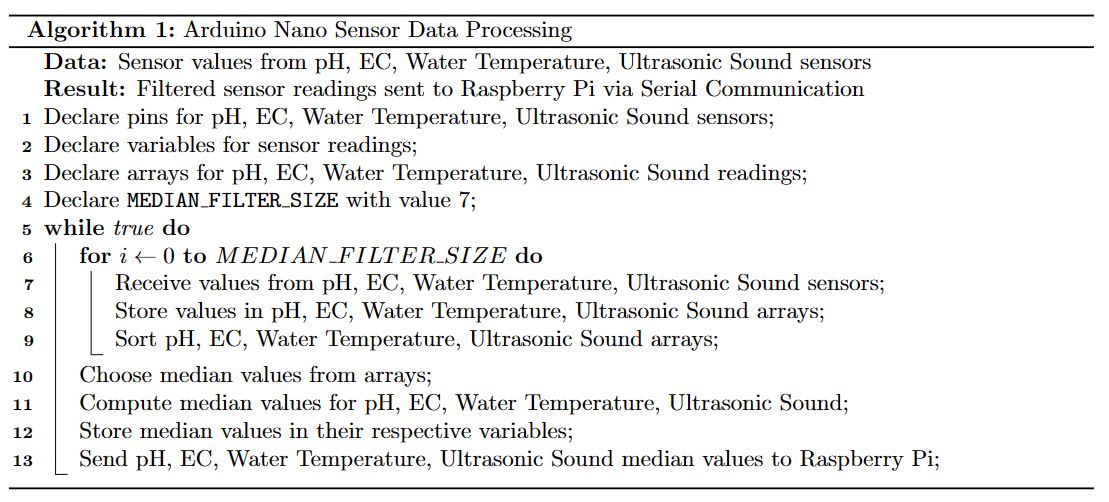 Algorithm 1: Arduino Nano Sensor Data Processing
Data: Sensor values from pH, EC, Water Temperature, Ultrasonic Sound sensors
Result: Filtered sensor readings sent to Raspberry Pi via Serial Communication
1 Declare pins for pH, EC, Water Temperature, Ultrasonic Sound sensors;
2 Declare variables for sensor readings;
3 Declare arrays for pH, EC, Water Temperature, Ultrasonic Sound readings;
4 Declare MEDIAN_FILTER_SIZE with value 7;
5 while true do
6 for i ← 0 to MEDIAN_FILTER_SIZE do
7 Receive values from pH, EC, Water Temperature, Ultrasonic Sound sensors;
8 Store values in pH, EC, Water Temperature, Ultrasonic Sound arrays;
9 Sort pH, EC, Water Temperature, Ultrasonic Sound arrays;
10 Choose median values from arrays;
11 Compute median values for pH, EC, Water Temperature, Ultrasonic Sound;
12 Store median values in their respective variables;
13 Send pH, EC, Water Temperature, Ultrasonic Sound median values to Raspberry Pi;